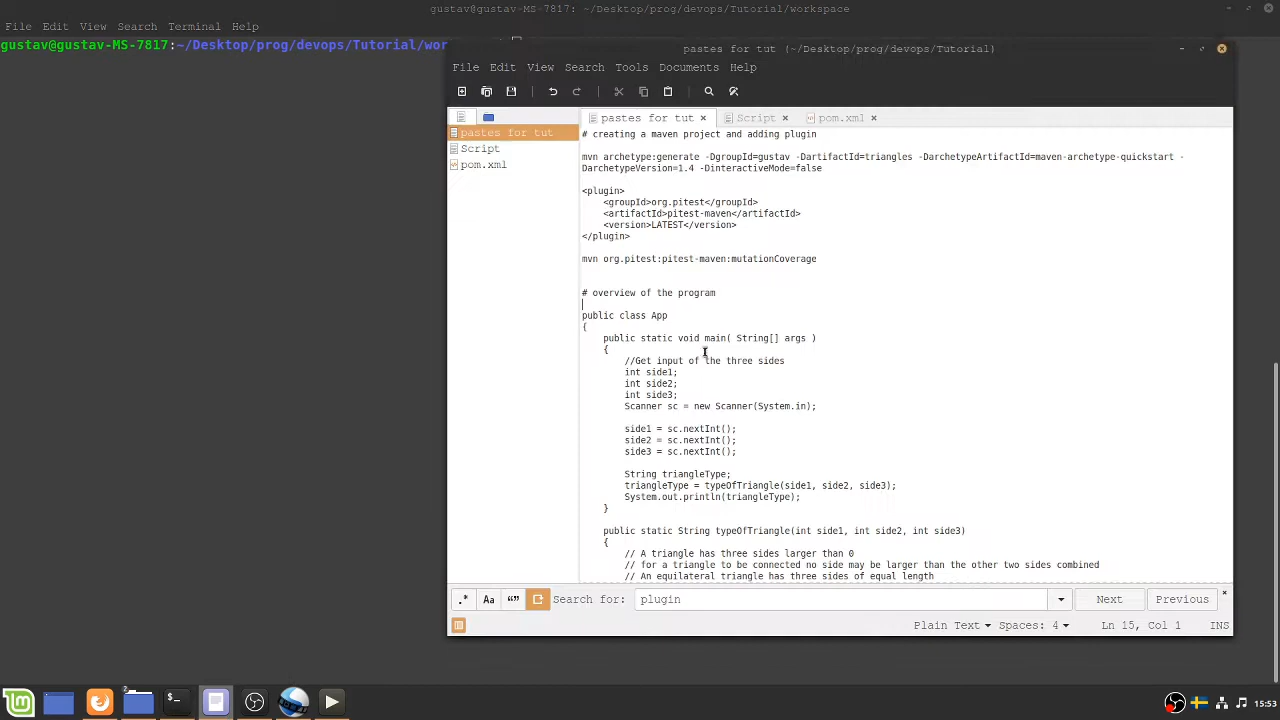 gustav@gustav-MS-7817: ~/Desktop/prog/devops/Tutorial/workspace
File Edit View Search Terminal Help
gustav@gustav-MS-7817:~/Desktop/prog/devops/Tutorial/wor
pastes for tut (~/Desktop/prog/devops/Tutorial)
File Edit View Search Tools Documents Help
pastes for tut
Script
pom.xml
pastes for tut
Script
pom.xml
# creating a maven project and adding plugin
mvn archetype:generate -DgroupId=gustav -DartifactId=triangles -DarchetypeArtifactId=maven-archetype-quickstart -
DarchetypeVersion=1.4 -DinteractiveMode=false
<plugin>
<groupId>org.pitest</groupId>
<artifactId>pitest-maven</artifactId>
<version>LATEST</version>
</plugin>
mvn org.pitest:pitest-maven:mutationCoverage
# overview of the program
public class App
{
public static void main( String[] args )
{
//Get input of the three sides
int side1;
int side2;
int side3;
Scanner sc = new Scanner(System.in);
side1 = sc.nextInt();
side2 = sc.nextInt();
side3 = sc.nextInt();
String triangleType;
triangleType = typeOfTriangle(side1, side2, side3);
System.out.println(triangleType);
}
public static String typeOfTriangle(int side1, int side2, int side3)
{
// A triangle has three sides larger than 0
// for a triangle to be connected no side may be larger than the other two sides combined
// An equilateral triangle has three sides of equal length
.* Aa “” Search for: plugin Next Previous
Plain Text Spaces: 4 Ln 15, Col 1 INS
2
15:53